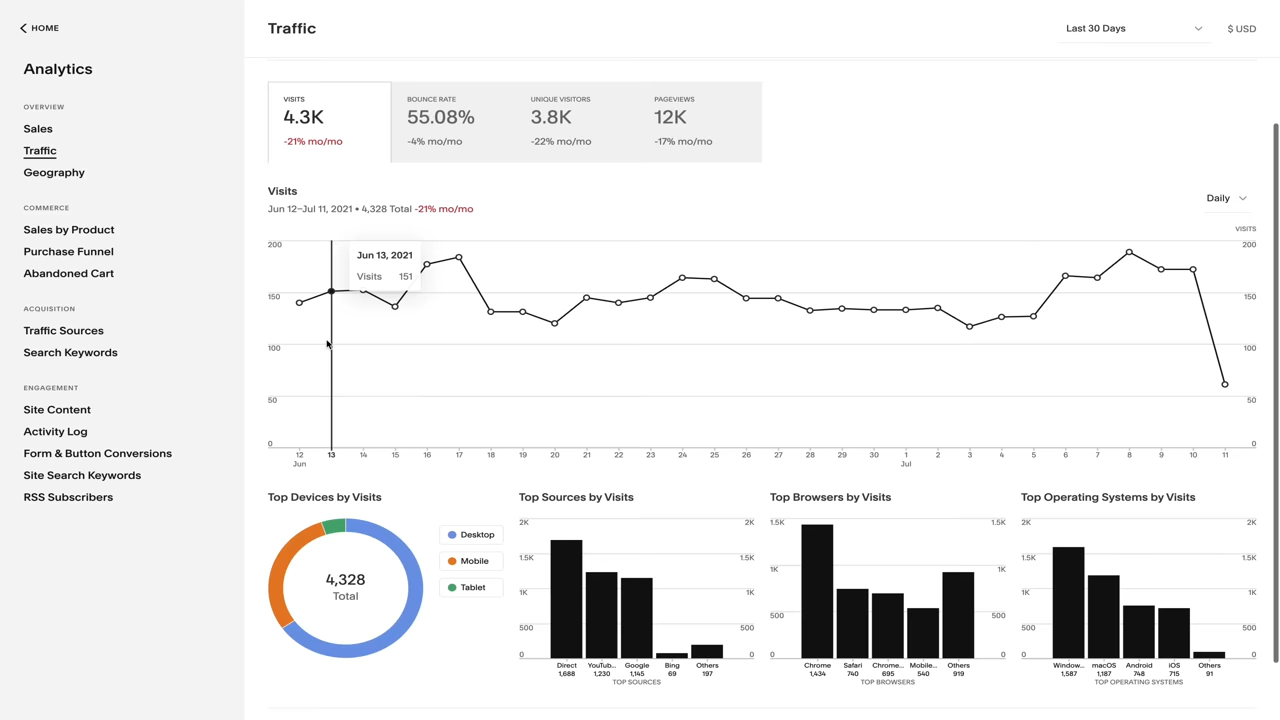 HOME
Analytics
OVERVIEW
Sales
Traffic
Geography
COMMERCE
Sales by Product
Purchase Funnel
Abandoned Cart
ACQUISITION
Traffic Sources
Search Keywords
ENGAGEMENT
Site Content
Activity Log
Form & Button Conversions
Site Search Keywords
RSS Subscribers
Traffic
Last 30 Days
$ USD
VISITS BOUNCE RATE UNIQUE VISITORS PAGEVIEWS
4.3K 55.08% 3.8K 12K
-21% mo/mo -4% mo/mo -22% mo/mo -17% mo/mo
Visits
Jun 12–Jul 11, 2021 • 4,328 Total -21% mo/mo
Daily
VISITS
200 200
Jun 13, 2021
Visits 151
150 150
100 100
50 50
0 0
12 13 14 15 16 17 18 19 20 21 22 23 24 25 26 27 28 29 30 1 2 3 4 5 6 7 8 9 10 11
Jun Jul
Top Devices by Visits
4,328
Total
Desktop
Mobile
Tablet
Top Sources by Visits
2K 2K
1.5K 1.5K
1K 1K
500 500
0 0
Direct YouTub... Google Bing Others
1,688 1,230 1,145 69 197
TOP SOURCES
Top Browsers by Visits
1.5K 1.5K
1K 1K
500 500
0 0
Chrome Safari Chrome... Mobile... Others
1,434 740 695 540 919
TOP BROWSERS
Top Operating Systems by Visits
2K 2K
1.5K 1.5K
1K 1K
500 500
0 0
Window... macOS Android iOS Others
1,587 1,187 748 715 91
TOP OPERATING SYSTEMS